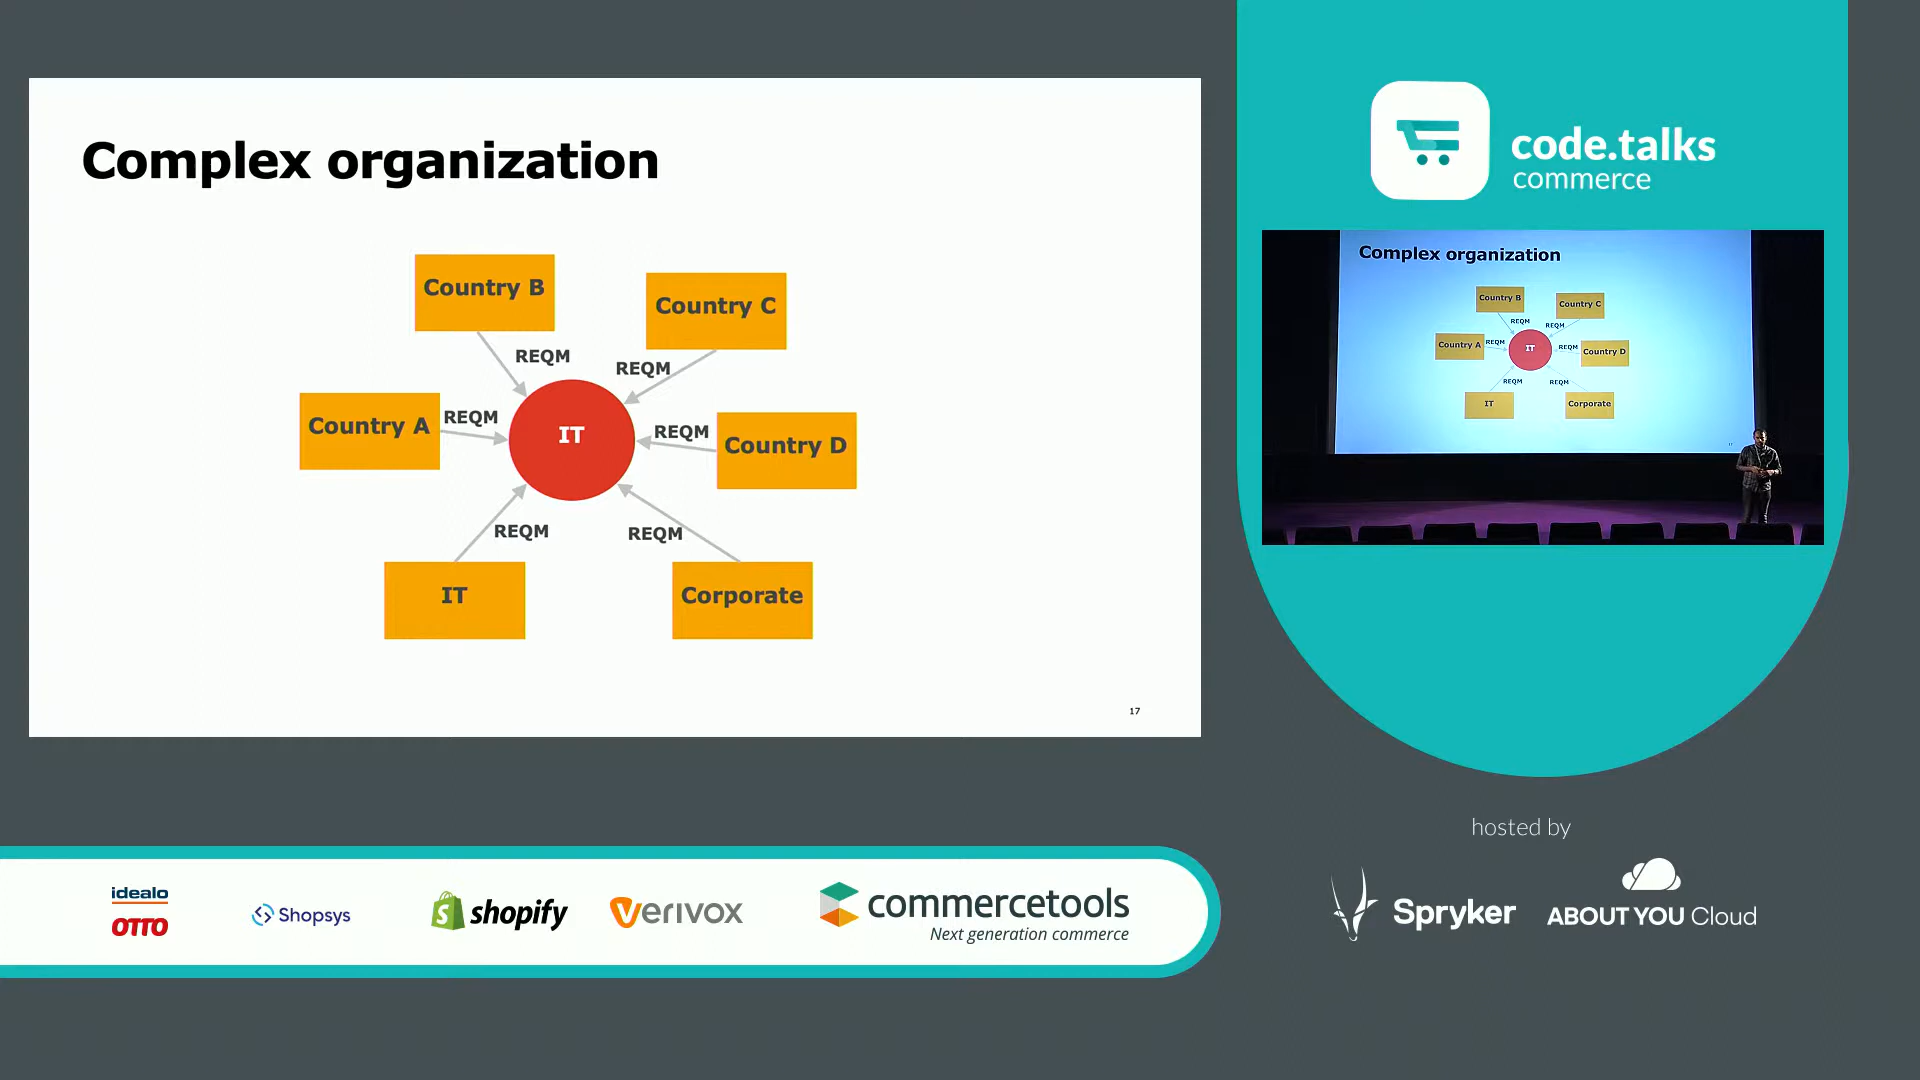 Complex organization
Country B
Country C
REQM
REQM
Country A
REQM
IT
REQM
Country D
REQM
REQM
IT
Corporate
17
code.talks
commerce
Complex organization
Country B
Country C
REQM
REQM
Country A
REQM
IT
REQM
Country D
REQM
REQM
IT
Corporate
17
hosted by
Spryker
ABOUT YOU Cloud
idealo
OTTO
Shopsys
shopify
verivox
commercetools
Next generation commerce